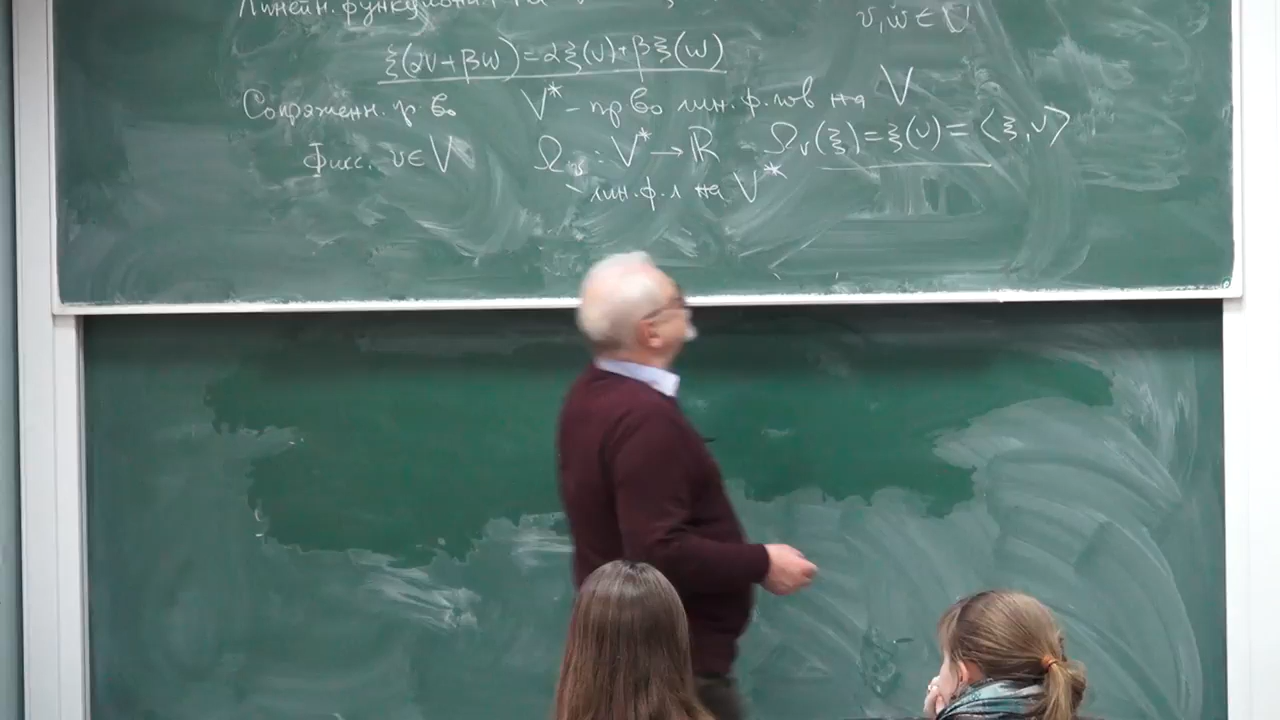 Линейн. функционал на V
v, w ∈ V
ξ(αv+βw)=αξ(v)+βξ(w)
Сопряженн. пр-во V* – пр-во лин. ф-лов на V
Фикс. v∈V Ω_v : V* → ℝ Ω_v(ξ)=ξ(v)=⟨ξ,v⟩
лин. ф-л на V*